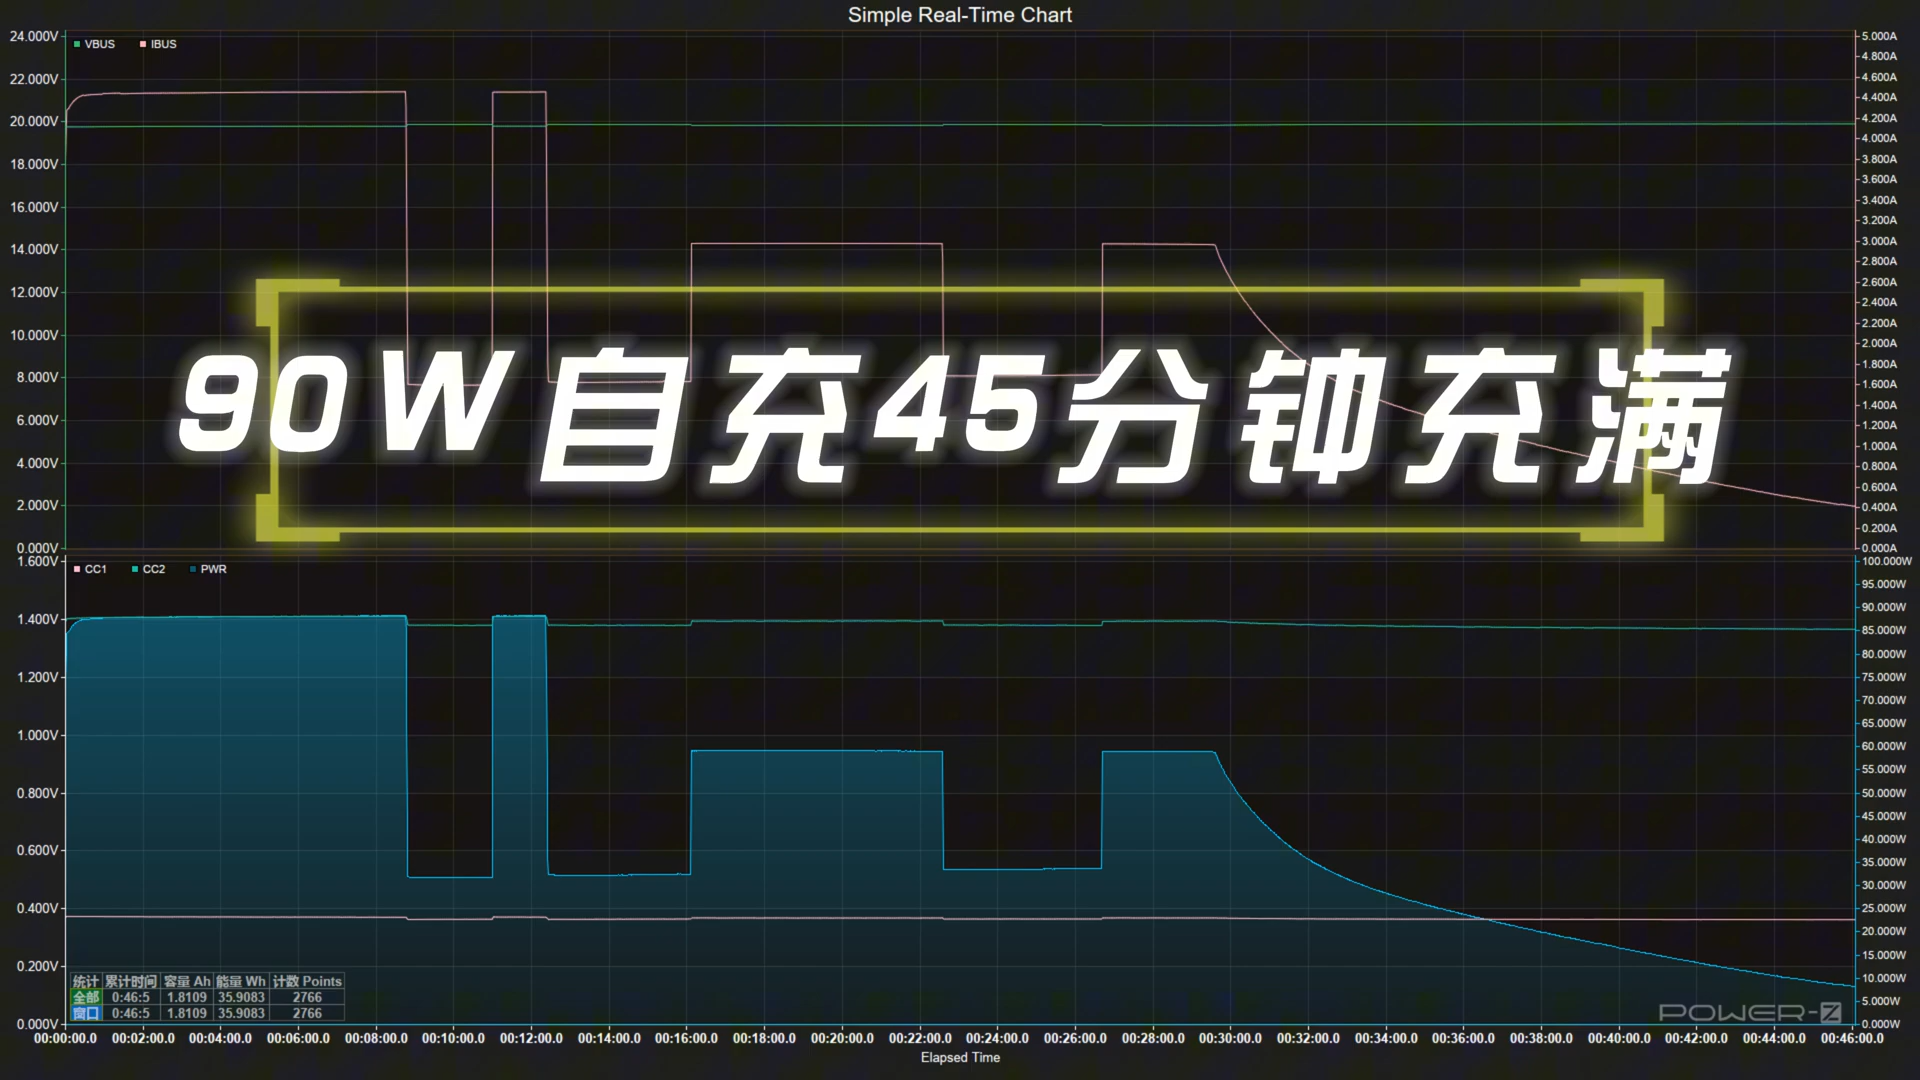 Simple Real-Time Chart
VBUS IBUS
24.000V
22.000V
20.000V
18.000V
16.000V
14.000V
12.000V
10.000V
8.000V
6.000V
4.000V
2.000V
0.000V
5.000A
4.800A
4.600A
4.400A
4.200A
4.000A
3.800A
3.600A
3.400A
3.200A
3.000A
2.800A
2.600A
2.400A
2.200A
2.000A
1.800A
1.600A
1.400A
1.200A
1.000A
0.800A
0.600A
0.400A
0.200A
0.000A
90W自充45分钟充满
CC1 CC2 PWR
1.600V
1.400V
1.200V
1.000V
0.800V
0.600V
0.400V
0.200V
0.000V
100.000W
95.000W
90.000W
85.000W
80.000W
75.000W
70.000W
65.000W
60.000W
55.000W
50.000W
45.000W
40.000W
35.000W
30.000W
25.000W
20.000W
15.000W
10.000W
5.000W
0.000W
统计 累计时间 容量 Ah 能量 Wh 计数 Points
全部 0:46:5 1.8109 35.9083 2766
窗口 0:46:5 1.8109 35.9083 2766
POWER-Z
00:00:00.0 00:02:00.0 00:04:00.0 00:06:00.0 00:08:00.0 00:10:00.0 00:12:00.0 00:14:00.0 00:16:00.0 00:18:00.0 00:20:00.0 00:22:00.0 00:24:00.0 00:26:00.0 00:28:00.0 00:30:00.0 00:32:00.0 00:34:00.0 00:36:00.0 00:38:00.0 00:40:00.0 00:42:00.0 00:44:00.0 00:46:00.0
Elapsed Time